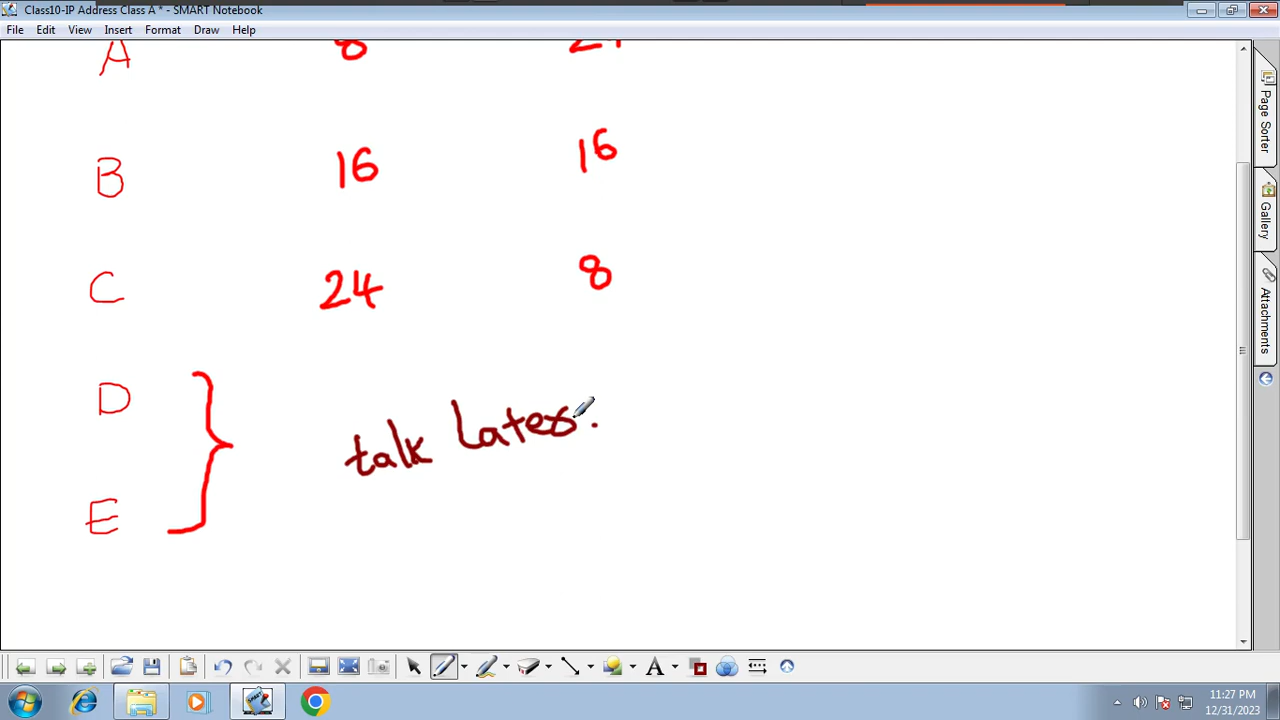 Class10-IP Address Class A * - SMART Notebook
File Edit View Insert Format Draw Help
A 8 24
B 16 16
C 24 8
D
talk Later.
E
Page Sorter
Gallery
Attachments
11:27 PM
12/31/2023